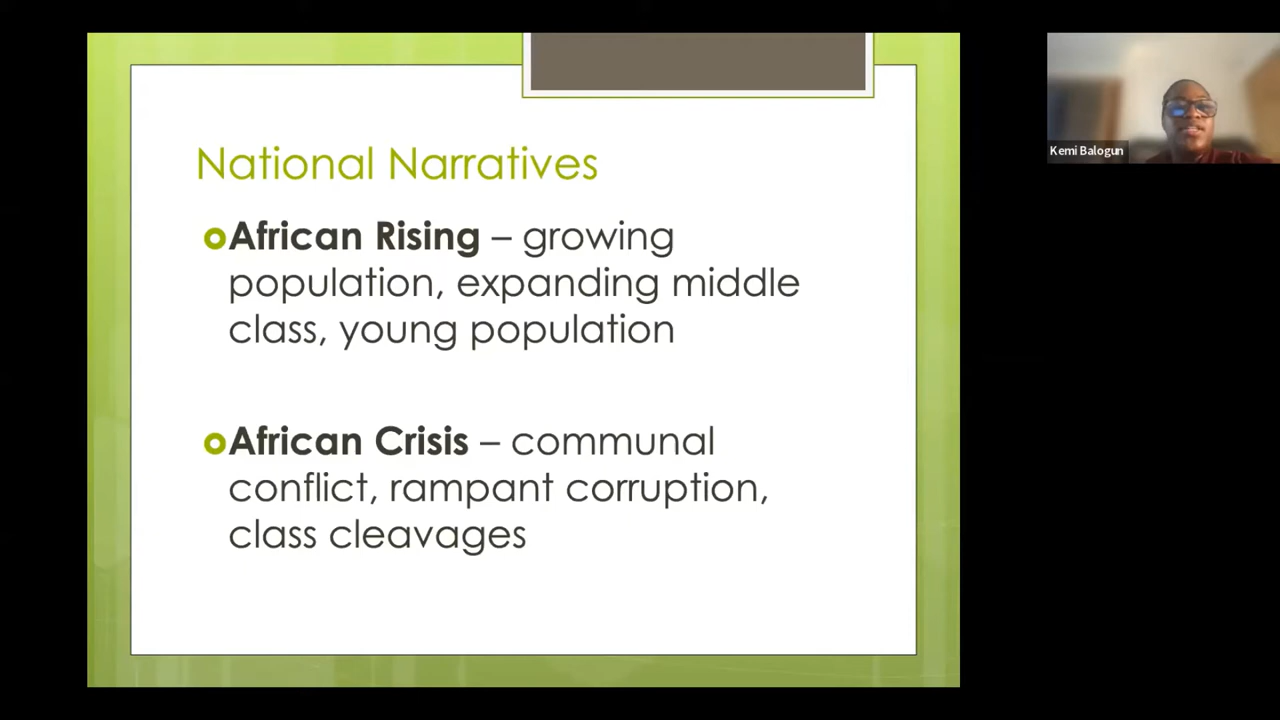 National Narratives
African Rising – growing
population, expanding middle
class, young population
African Crisis – communal
conflict, rampant corruption,
class cleavages
Kemi Balogun